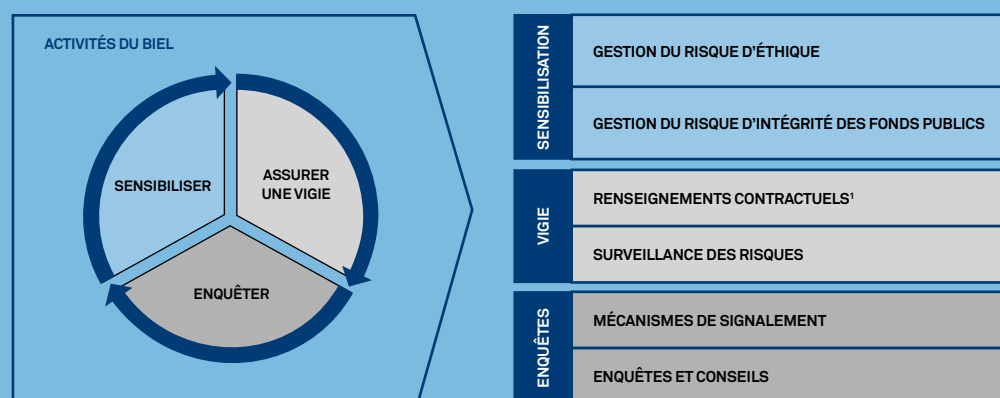 ACTIVITÉS DU BIEL
SENSIBILISER
ASSURER
UNE VIGIE
ENQUÊTER
SENSIBILISATION
GESTION DU RISQUE D'ÉTHIQUE
GESTION DU RISQUE D'INTÉGRITÉ DES FONDS PUBLICS
VIGIE
RENSEIGNEMENTS CONTRACTUELS¹
SURVEILLANCE DES RISQUES
ENQUÊTES
MÉCANISMES DE SIGNALEMENT
ENQUÊTES ET CONSEILS